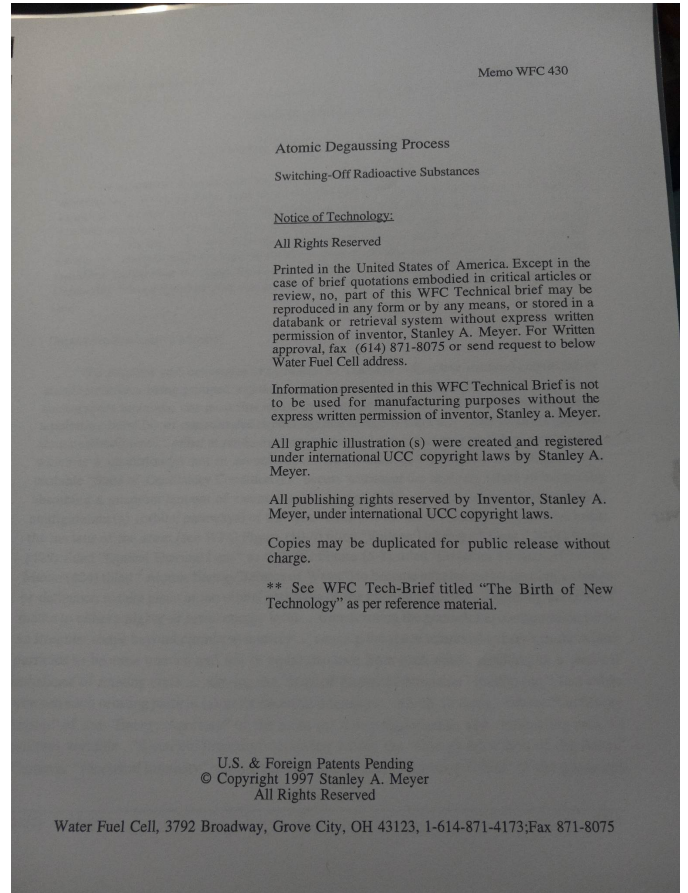 Memo WFC 430
Atomic Degaussing Process
Switching-Off Radioactive Substances
Notice of Technology:
All Rights Reserved
Printed in the United States of America. Except in the
case of brief quotations embodied in critical articles or
review, no, part of this WFC Technical brief may be
reproduced in any form or by any means, or stored in a
databank or retrieval system without express written
permission of inventor, Stanley A. Meyer. For Written
approval, fax (614) 871-8075 or send request to below
Water Fuel Cell address.
Information presented in this WFC Technical Brief is not
to be used for manufacturing purposes without the
express written permission of inventor, Stanley a. Meyer.
All graphic illustration (s) were created and registered
under international UCC copyright laws by Stanley A.
Meyer.
All publishing rights reserved by Inventor, Stanley A.
Meyer, under international UCC copyright laws.
Copies may be duplicated for public release without
charge.
** See WFC Tech-Brief titled “The Birth of New
Technology” as per reference material.
U.S. & Foreign Patents Pending
© Copyright 1997 Stanley A. Meyer
All Rights Reserved
Water Fuel Cell, 3792 Broadway, Grove City, OH 43123, 1-614-871-4173;Fax 871-8075